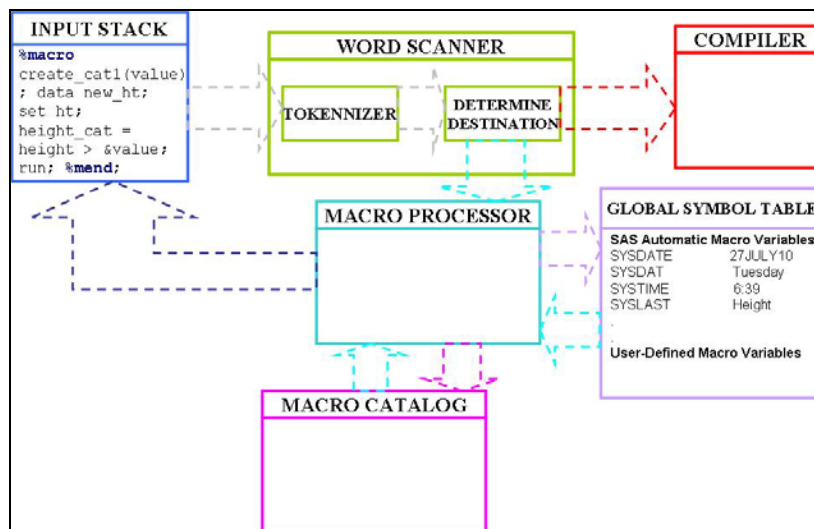 INPUT STACK
%macro
create_cat1(value)
; data new_ht;
set ht;
height_cat =
height > &value;
run; %mend;
WORD SCANNER
TOKENNIZER
DETERMINE
DESTINATION
COMPILER
MACRO PROCESSOR
GLOBAL SYMBOL TABLE
SAS Automatic Macro Variables
SYSDATE 27JULY10
SYSDAT Tuesday
SYSTIME 6:39
SYSLAST Height
.
.
User-Defined Macro Variables
MACRO CATALOG